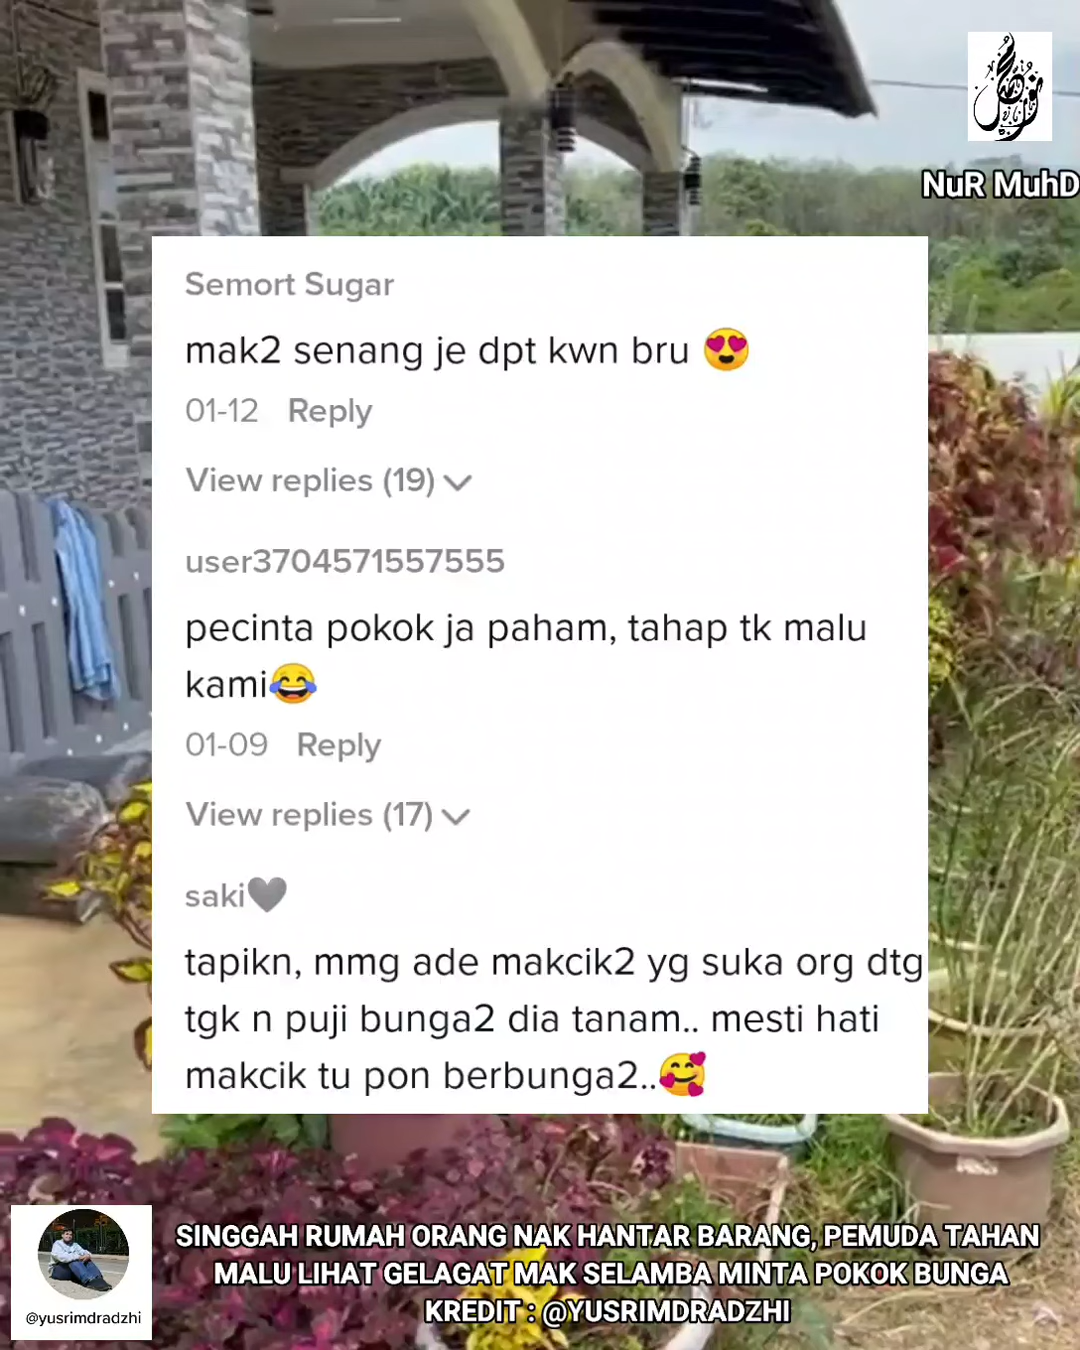 NuR MuhD
Semort Sugar
mak2 senang je dpt kwn bru 😍
01-12 Reply
View replies (19)
user3704571557555
pecinta pokok ja paham, tahap tk malu
kami😂
01-09 Reply
View replies (17)
saki🖤
tapikn, mmg ade makcik2 yg suka org dtg
tgk n puji bunga2 dia tanam.. mesti hati
makcik tu pon berbunga2..🥰
SINGGAH RUMAH ORANG NAK HANTAR BARANG, PEMUDA TAHAN
MALU LIHAT GELAGAT MAK SELAMBA MINTA POKOK BUNGA
KREDIT : @YUSRIMDRADZHI
@yusrimdradzhi